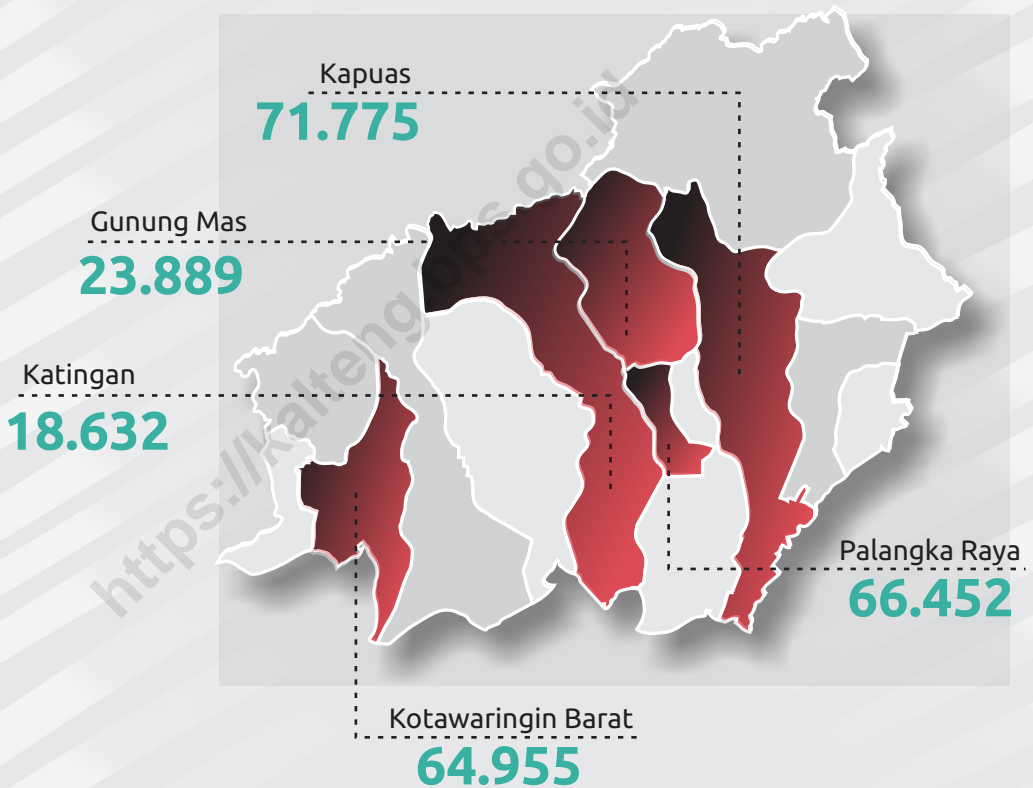 Kapuas
71.775
Gunung Mas
23.889
Katingan
18.632
Palangka Raya
66.452
Kotawaringin Barat
64.955
https://kalteng.bps.go.id